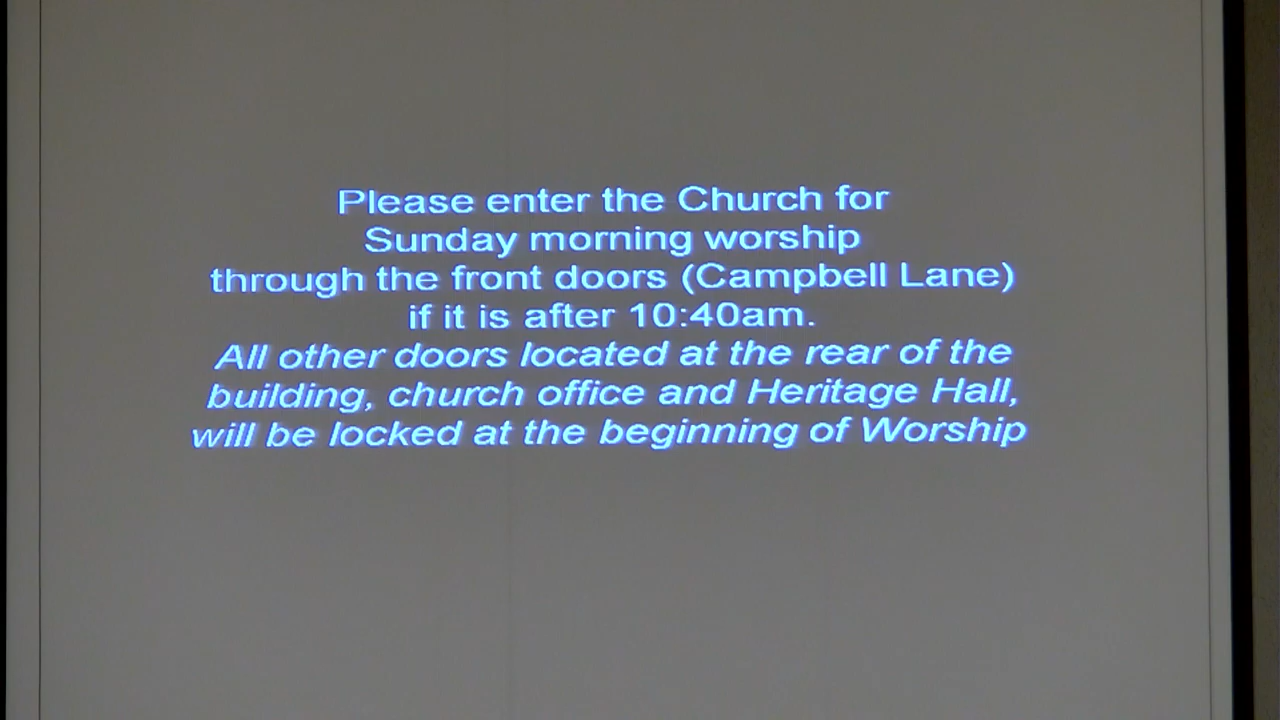 Please enter the Church for
Sunday morning worship
through the front doors (Campbell Lane)
if it is after 10:40am.
All other doors located at the rear of the
building, church office and Heritage Hall,
will be locked at the beginning of Worship